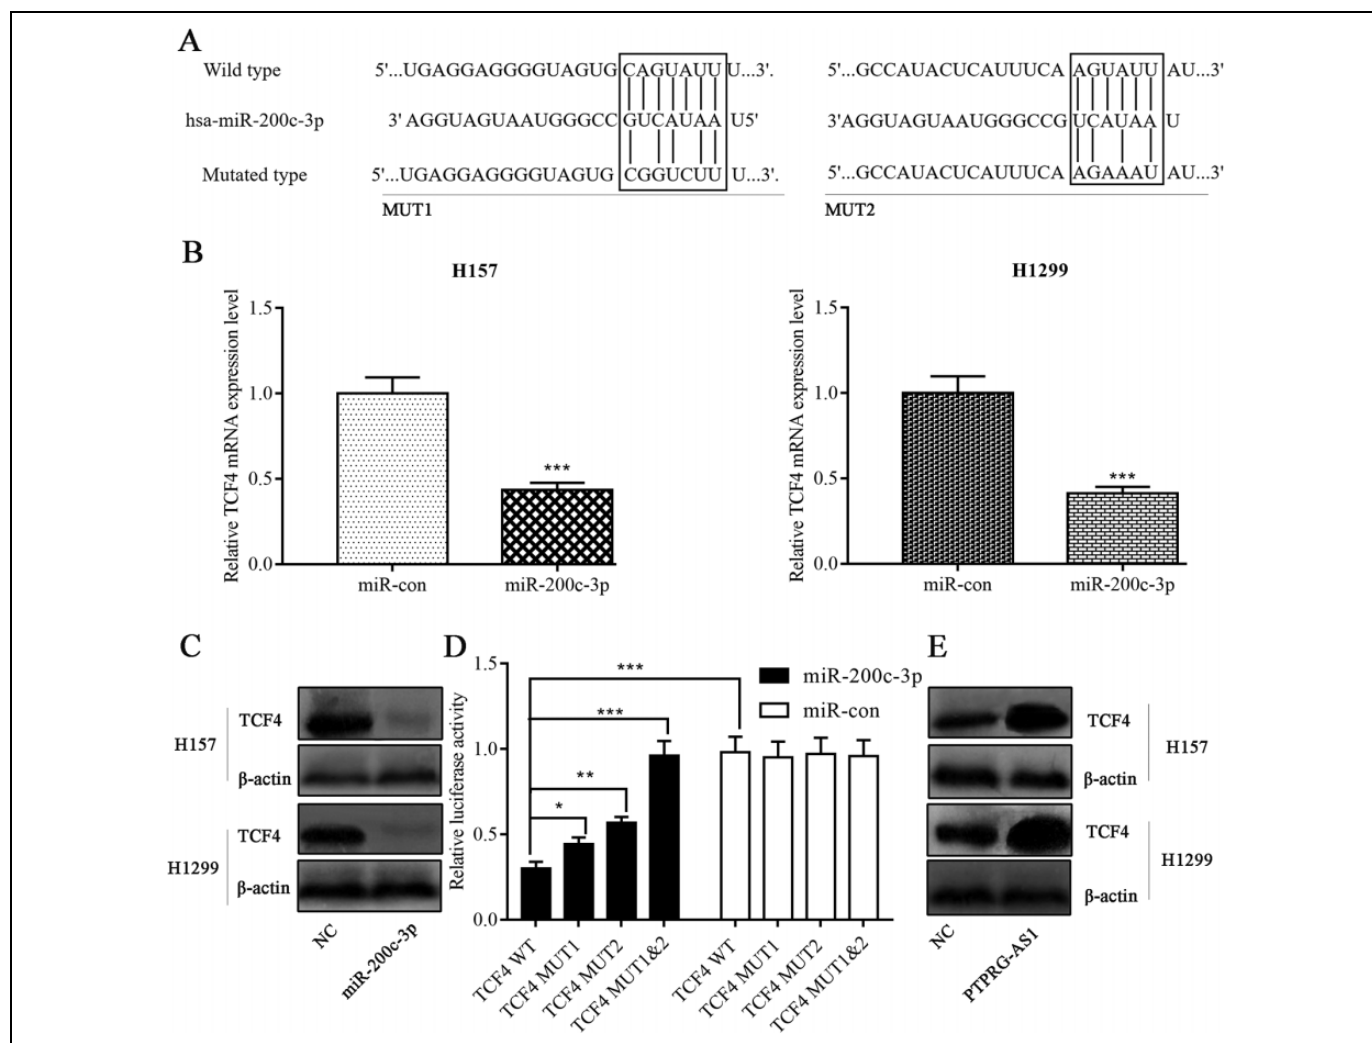 A
Wild type 5'...UGAGGAGGGGUAGUG CAGUAUU U...3'. 5'...GCCAUACUCAUUUCA AGUAUU AU...3'
hsa-miR-200c-3p 3' AGGUAGUAAUGGGCC GUCAUAA U5' 3'AGGUAGUAAUGGGCCG UCAUAA U
Mutated type 5'...UGAGGAGGGGUAGUG CGGUCUU U...3'. 5'...GCCAUACUCAUUUCA AGAAAU AU...3'
MUT1 MUT2
B
H157
Relative TCF4 mRNA expression level
1.5
1.0
0.5
0.0
***
miR-con miR-200c-3p
H1299
Relative TCF4 mRNA expression level
1.5
1.0
0.5
0.0
***
miR-con miR-200c-3p
C
H157
TCF4
β-actin
H1299
TCF4
β-actin
NC miR-200c-3p
D
Relative luciferase activity
1.5
1.0
0.5
0.0
***
***
**
*
miR-200c-3p
miR-con
TCF4 WT
TCF4 MUT1
TCF4 MUT2
TCF4 MUT1&2
TCF4 WT
TCF4 MUT1
TCF4 MUT2
TCF4 MUT1&2
E
TCF4
β-actin
H157
TCF4
β-actin
H1299
NC PTPRG-AS1